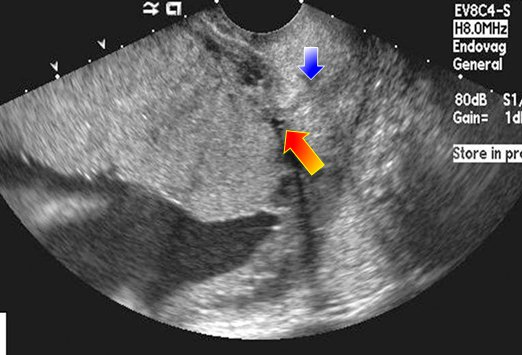 EV8C4-S
H8.0MHz
Endovag
General
80dB S1/
Gain= 1d
Store in pr